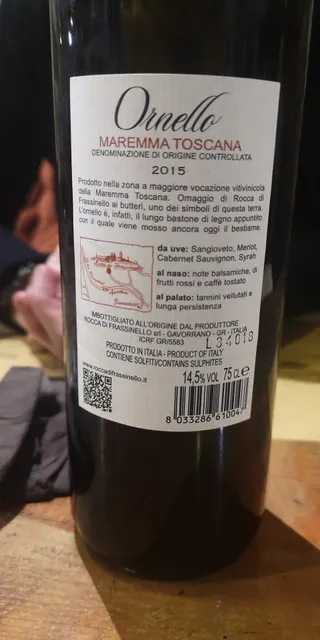 Ornello
MAREMMA TOSCANA
DENOMINAZIONE DI ORIGINE CONTROLLATA
2015
Prodotto nella zona a maggiore vocazione vitivinicola
dalla Maremma Toscana. Omaggio di Rocca di
Frassinello ai butteri, uno dei simboli di questa terra.
L'ornello è, infatti, il lungo bastone di legno appuntito
con il quale viene mosso ancora oggi il bestiame.
da uve: Sangioveto, Merlot,
Cabernet Sauvignon, Syrah
al naso: note balsamiche, di
frutti rossi e caffè tostato
al palato: tannini vellutati e
lunga persistenza
IMBOTTIGLIATO ALL'ORIGINE DAL PRODUTTORE
ROCCA DI FRASSINELLO srl - GAVORRANO - GR - ITALIA
ICRF GR/5583
L34018
PRODOTTO IN ITALIA - PRODUCT OF ITALY
CONTIENE SOLFITI/CONTAINS SULPHITES
www.roccadifrassinello.it
14,5% VOL 75 CL e
8 033286 610047